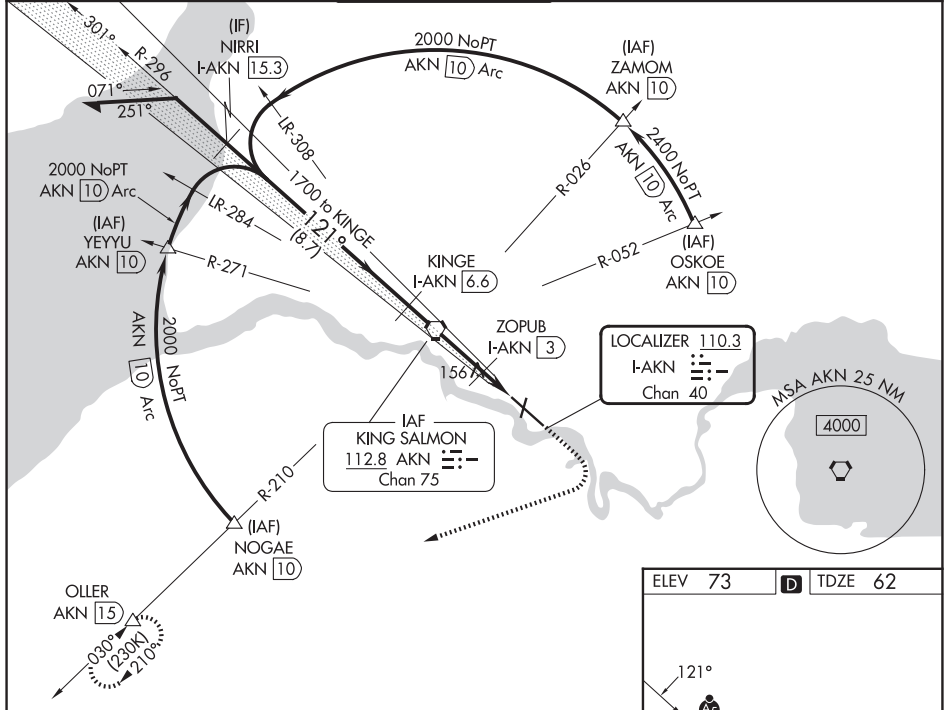 301°
R-296
(IF)
NIRRI
I-AKN 15.3
2000 NoPT
AKN 10 Arc
(IAF)
ZAMOM
AKN 10
071°
251°
LR-308
2400 NoPT
AKN 10 Arc
2000 NoPT
AKN 10 Arc
1700 to KINGE
R-026
LR-284
121°
(8.7)
(IAF)
YEYYU
AKN 10
R-271
KINGE
I-AKN 6.6
R-052
(IAF)
OSKOE
AKN 10
2000 NoPT
AKN 10 Arc
ZOPUB
I-AKN 3
156
LOCALIZER 110.3
I-AKN
Chan 40
MSA AKN 25 NM
4000
IAF
KING SALMON
112.8 AKN
Chan 75
R-210
(IAF)
NOGAE
AKN 10
OLLER
AKN 15
030°
(230K)
210°
ELEV 73 D TDZE 62
121°